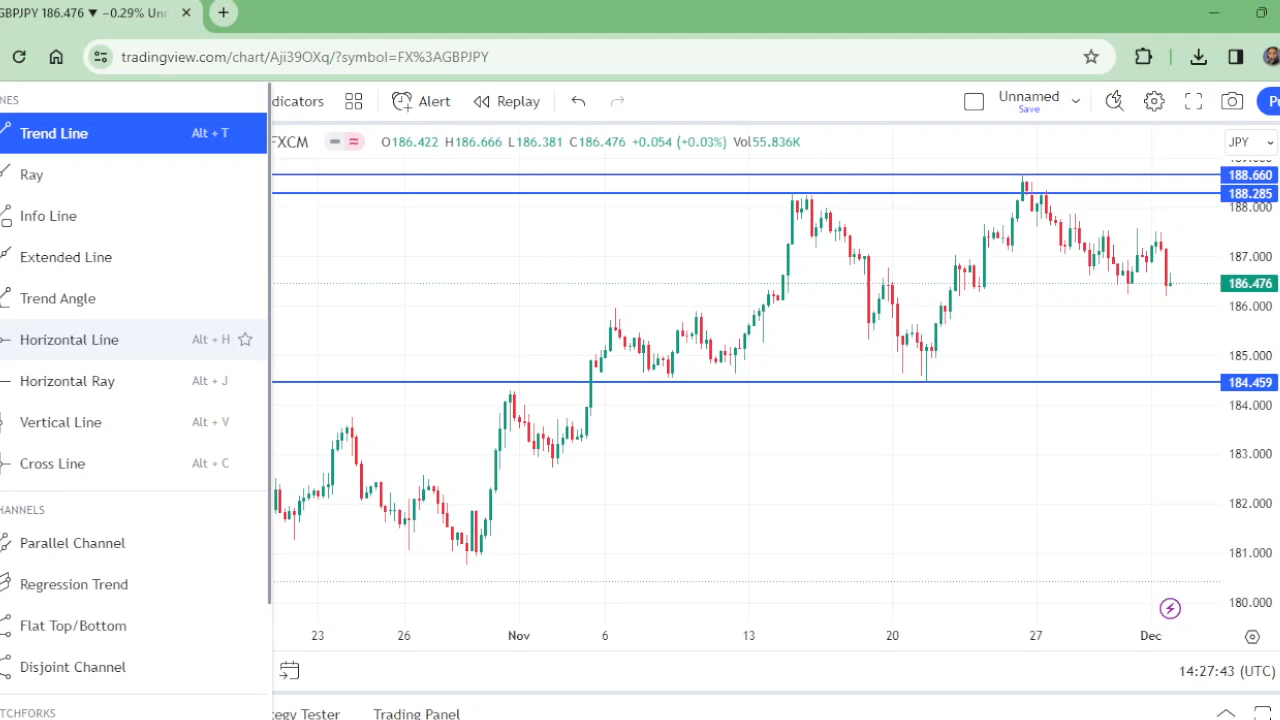 GBPJPY 186.476 ▼ −0.29% Unn
tradingview.com/chart/Aji39OXq/?symbol=FX%3AGBPJPY
NES
dicators Alert Replay Unnamed
Save
Pu
Trend Line Alt + T
FXCM O186.422 H186.666 L186.381 C186.476 +0.054 (+0.03%) Vol55.836K JPY
Ray
Info Line
Extended Line
Trend Angle
Horizontal Line Alt + H
Horizontal Ray Alt + J
Vertical Line Alt + V
Cross Line Alt + C
HANNELS
Parallel Channel
Regression Trend
Flat Top/Bottom
Disjoint Channel
TCHFORKS
189.000
188.660
188.285
188.000
187.000
186.476
186.000
185.000
184.459
184.000
183.000
182.000
181.000
180.000
23 26 Nov 6 13 20 27 Dec
14:27:43 (UTC)
tegy Tester Trading Panel